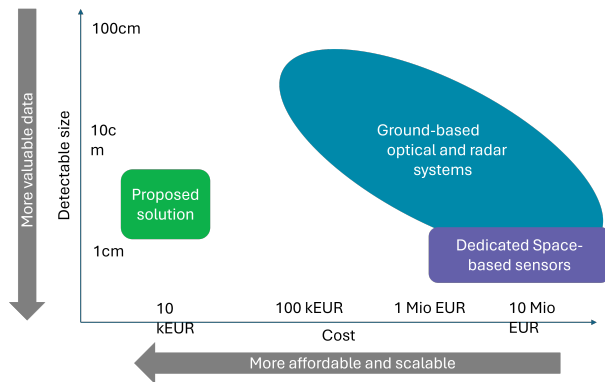 More valuable data
Detectable size
100cm
10c
m
1cm
Ground-based
optical and radar
systems
Proposed
solution
Dedicated Space-
based sensors
10
kEUR
100 kEUR
1 Mio EUR
10 Mio
EUR
Cost
More affordable and scalable